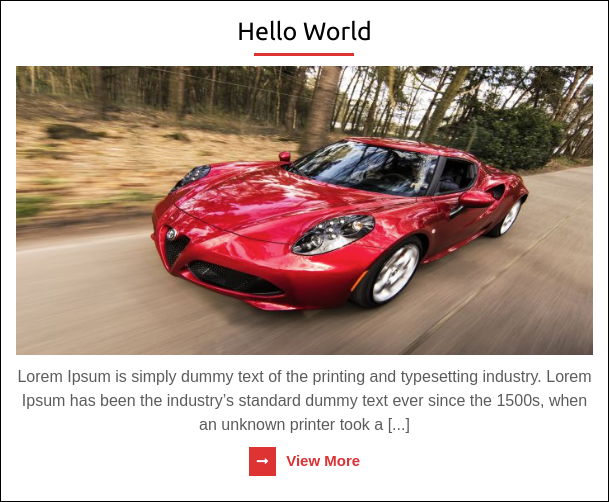 Hello World
Lorem Ipsum is simply dummy text of the printing and typesetting industry. Lorem
Ipsum has been the industry’s standard dummy text ever since the 1500s, when
an unknown printer took a [...]
View More